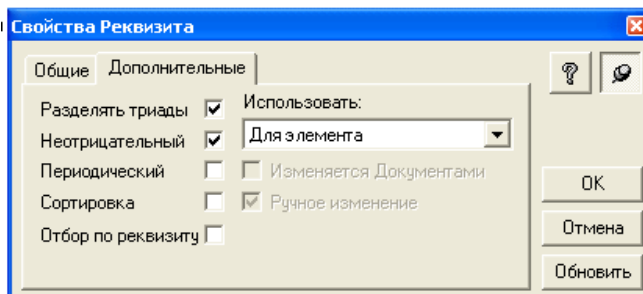 Свойства Реквизита
Общие Дополнительные
Разделять триады Использовать:
Неотрицательный Для элемента
Периодический Изменяется Документами
Сортировка Ручное изменение
Отбор по реквизиту
?
OK
Отмена
Обновить